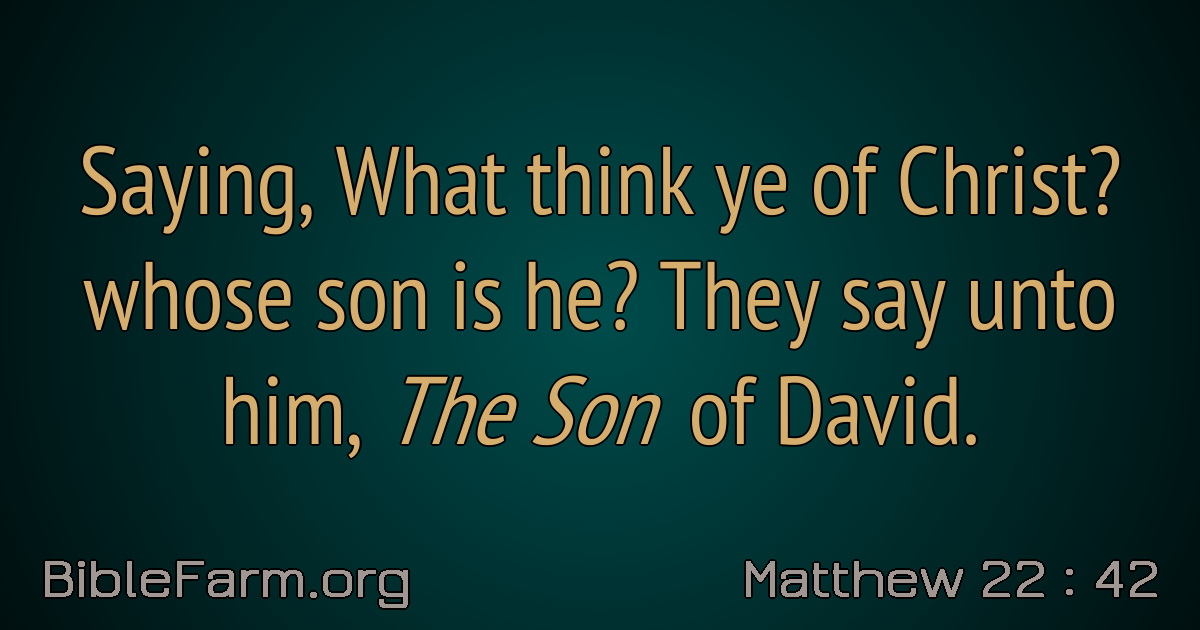 Saying, What think ye of Christ?
whose son is he? They say unto
him, The Son of David.
BibleFarm.org
Matthew 22 : 42